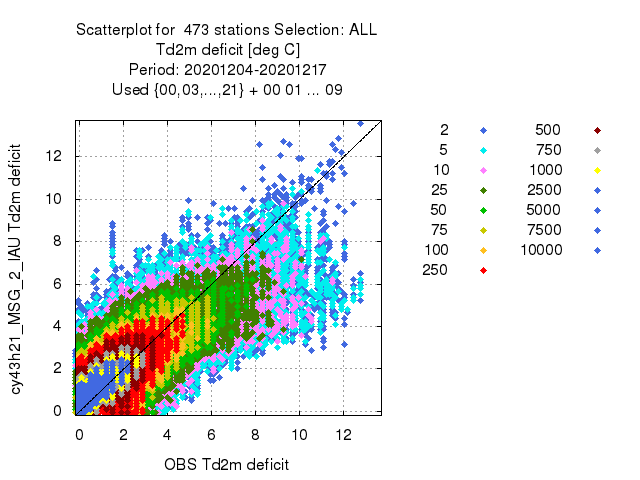 Scatterplot for 473 stations Selection: ALL
Td2m deficit [deg C]
Period: 20201204-20201217
Used {00,03,...,21} + 00 01 ... 09
cy43h21_MSG_2_IAU Td2m deficit
12
10
8
6
4
2
0
0 2 4 6 8 10 12
OBS Td2m deficit
2 500
5 750
10 1000
25 2500
50 5000
75 7500
100 10000
250